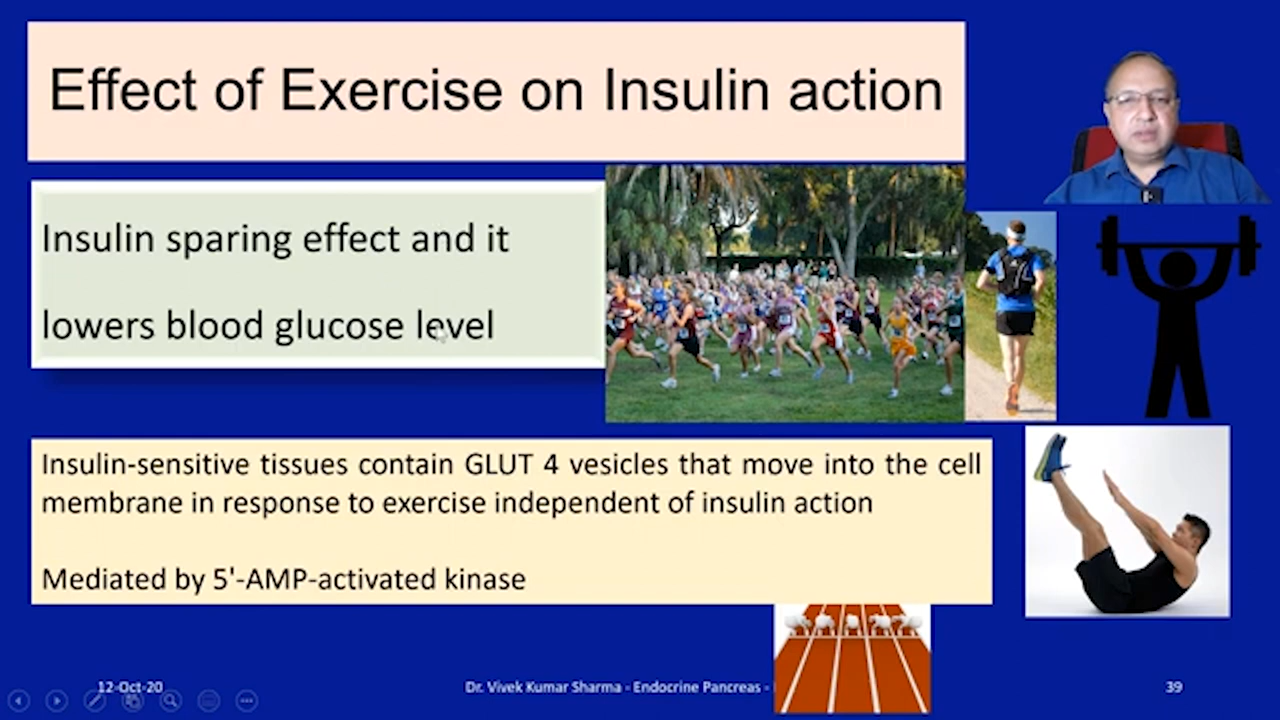 Effect of Exercise on Insulin action
Insulin sparing effect and it
lowers blood glucose level
Insulin-sensitive tissues contain GLUT 4 vesicles that move into the cell
membrane in response to exercise independent of insulin action
Mediated by 5'-AMP-activated kinase
12-Oct-20
Dr. Vivek Kumar Sharma - Endocrine Pancreas -
39